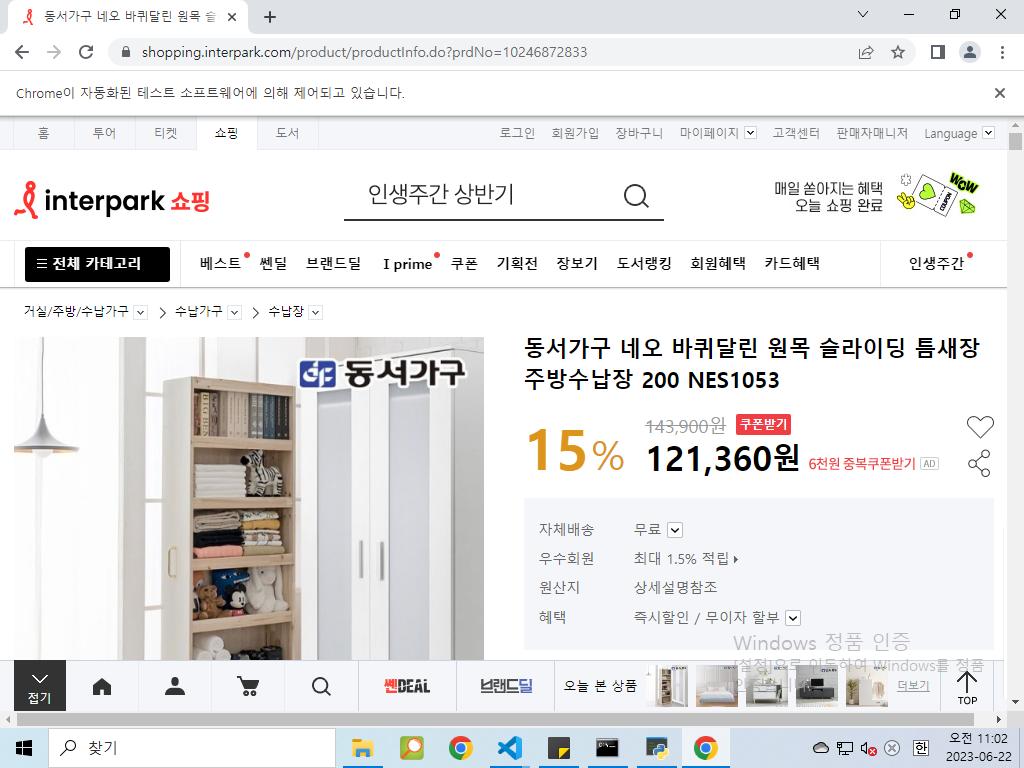 동서가구 네오 바퀴달린 원목 슬
shopping.interpark.com/product/productInfo.do?prdNo=10246872833
Chrome이 자동화된 테스트 소프트웨어에 의해 제어되고 있습니다.
홈 투어 티켓 쇼핑 도서 로그인 회원가입 장바구니 마이페이지 고객센터 판매자매니저 Language
interpark 쇼핑
인생주간 상반기
매일 쏟아지는 혜택
오늘 쇼핑 완료
WOW
COUPON
전체 카테고리 베스트 쎈딜 브랜드딜 I prime 쿠폰 기획전 장보기 도서랭킹 회원혜택 카드혜택 인생주간
거실/주방/수납가구 수납가구 수납장
동서가구
동서가구 네오 바퀴달린 원목 슬라이딩 틈새장
주방수납장 200 NES1053
15%
143,900원 쿠폰받기
121,360원 6천원 중복쿠폰받기 AD
자체배송 무료
우수회원 최대 1.5% 적립
원산지 상세설명참조
혜택 즉시할인 / 무이자 할부
Windows 정품 인증
[설정]으로 이동하여 Windows를 정품
접기
쎈DEAL
브랜드딜
오늘 본 상품
더보기
TOP
찾기
한
오전 11:02
2023-06-22